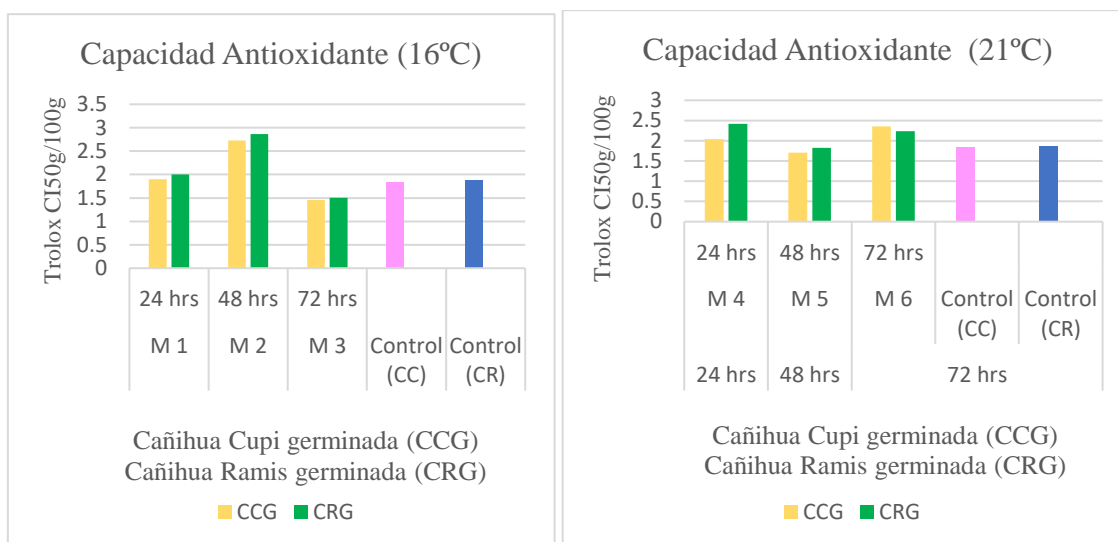 Capacidad Antioxidante (16ºC)
Trolox CI50g/100g
3.5
3
2.5
2
1.5
1
0.5
0
24 hrs 48 hrs 72 hrs
M 1 M 2 M 3 Control (CC) Control (CR)
Cañihua Cupi germinada (CCG)
Cañihua Ramis germinada (CRG)
CCG CRG
Capacidad Antioxidante (21ºC)
Trolox CI50g/100g
3
2.5
2
1.5
1
0.5
0
24 hrs 48 hrs 72 hrs
M 4 M 5 M 6 Control (CC) Control (CR)
24 hrs 48 hrs 72 hrs
Cañihua Cupi germinada (CCG)
Cañihua Ramis germinada (CRG)
CCG CRG